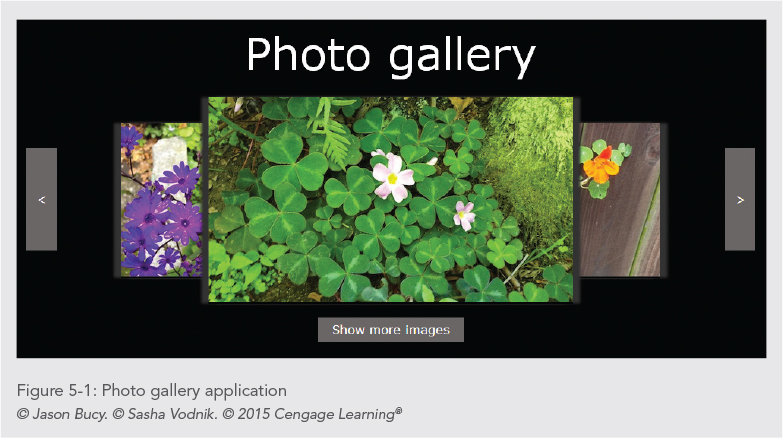 Photo gallery
<
>
Show more images
Figure 5-1: Photo gallery application
© Jason Bucy. © Sasha Vodnik. © 2015 Cengage Learning®